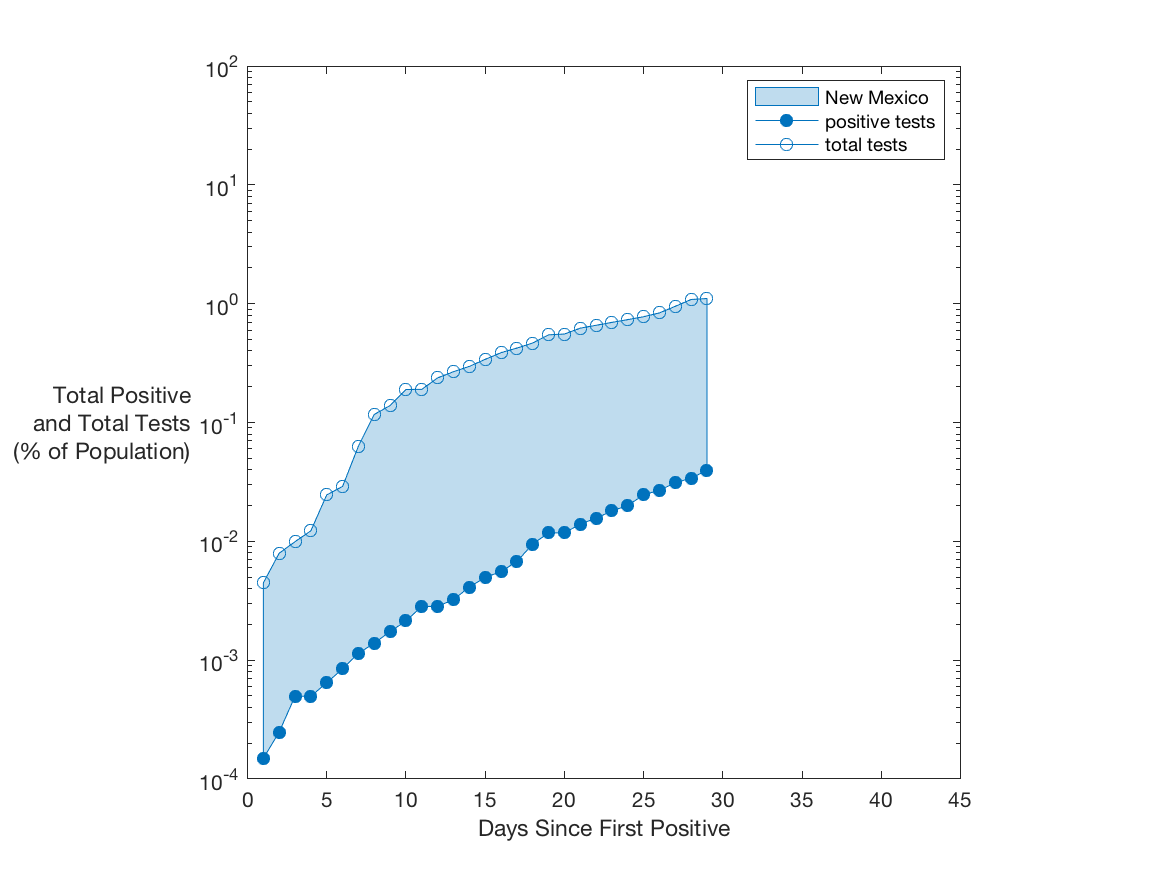 10^2
10^1
10^0
10^-1
10^-2
10^-3
10^-4
Total Positive
and Total Tests
(% of Population)
New Mexico
positive tests
total tests
0 5 10 15 20 25 30 35 40 45
Days Since First Positive